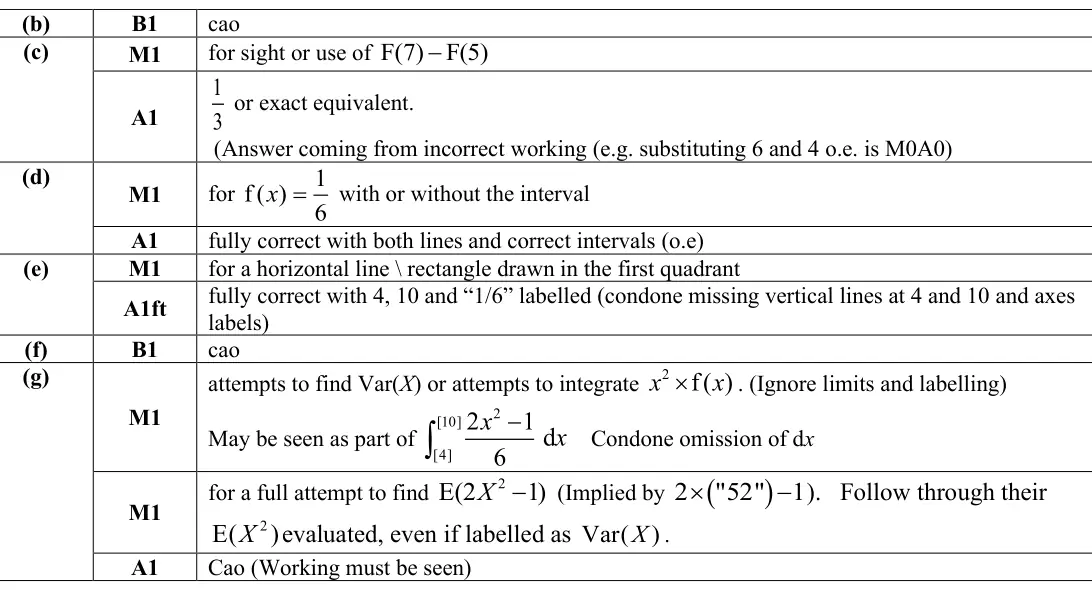 (b) B1 cao
(c) M1 for sight or use of F(7) − F(5)
A1 1/3 or exact equivalent.
(Answer coming from incorrect working (e.g. substituting 6 and 4 o.e. is M0A0)
(d) M1 for f(x) = 1/6 with or without the interval
A1 fully correct with both lines and correct intervals (o.e)
(e) M1 for a horizontal line \ rectangle drawn in the first quadrant
A1ft fully correct with 4, 10 and “1/6” labelled (condone missing vertical lines at 4 and 10 and axes
labels)
(f) B1 cao
(g) M1 attempts to find Var(X) or attempts to integrate x² × f(x). (Ignore limits and labelling)
May be seen as part of ∫[4][10] (2x² − 1)/6 dx Condone omission of dx
M1 for a full attempt to find E(2X² − 1) (Implied by 2 × ("52") − 1). Follow through their
E(X²) evaluated, even if labelled as Var(X).
A1 Cao (Working must be seen)